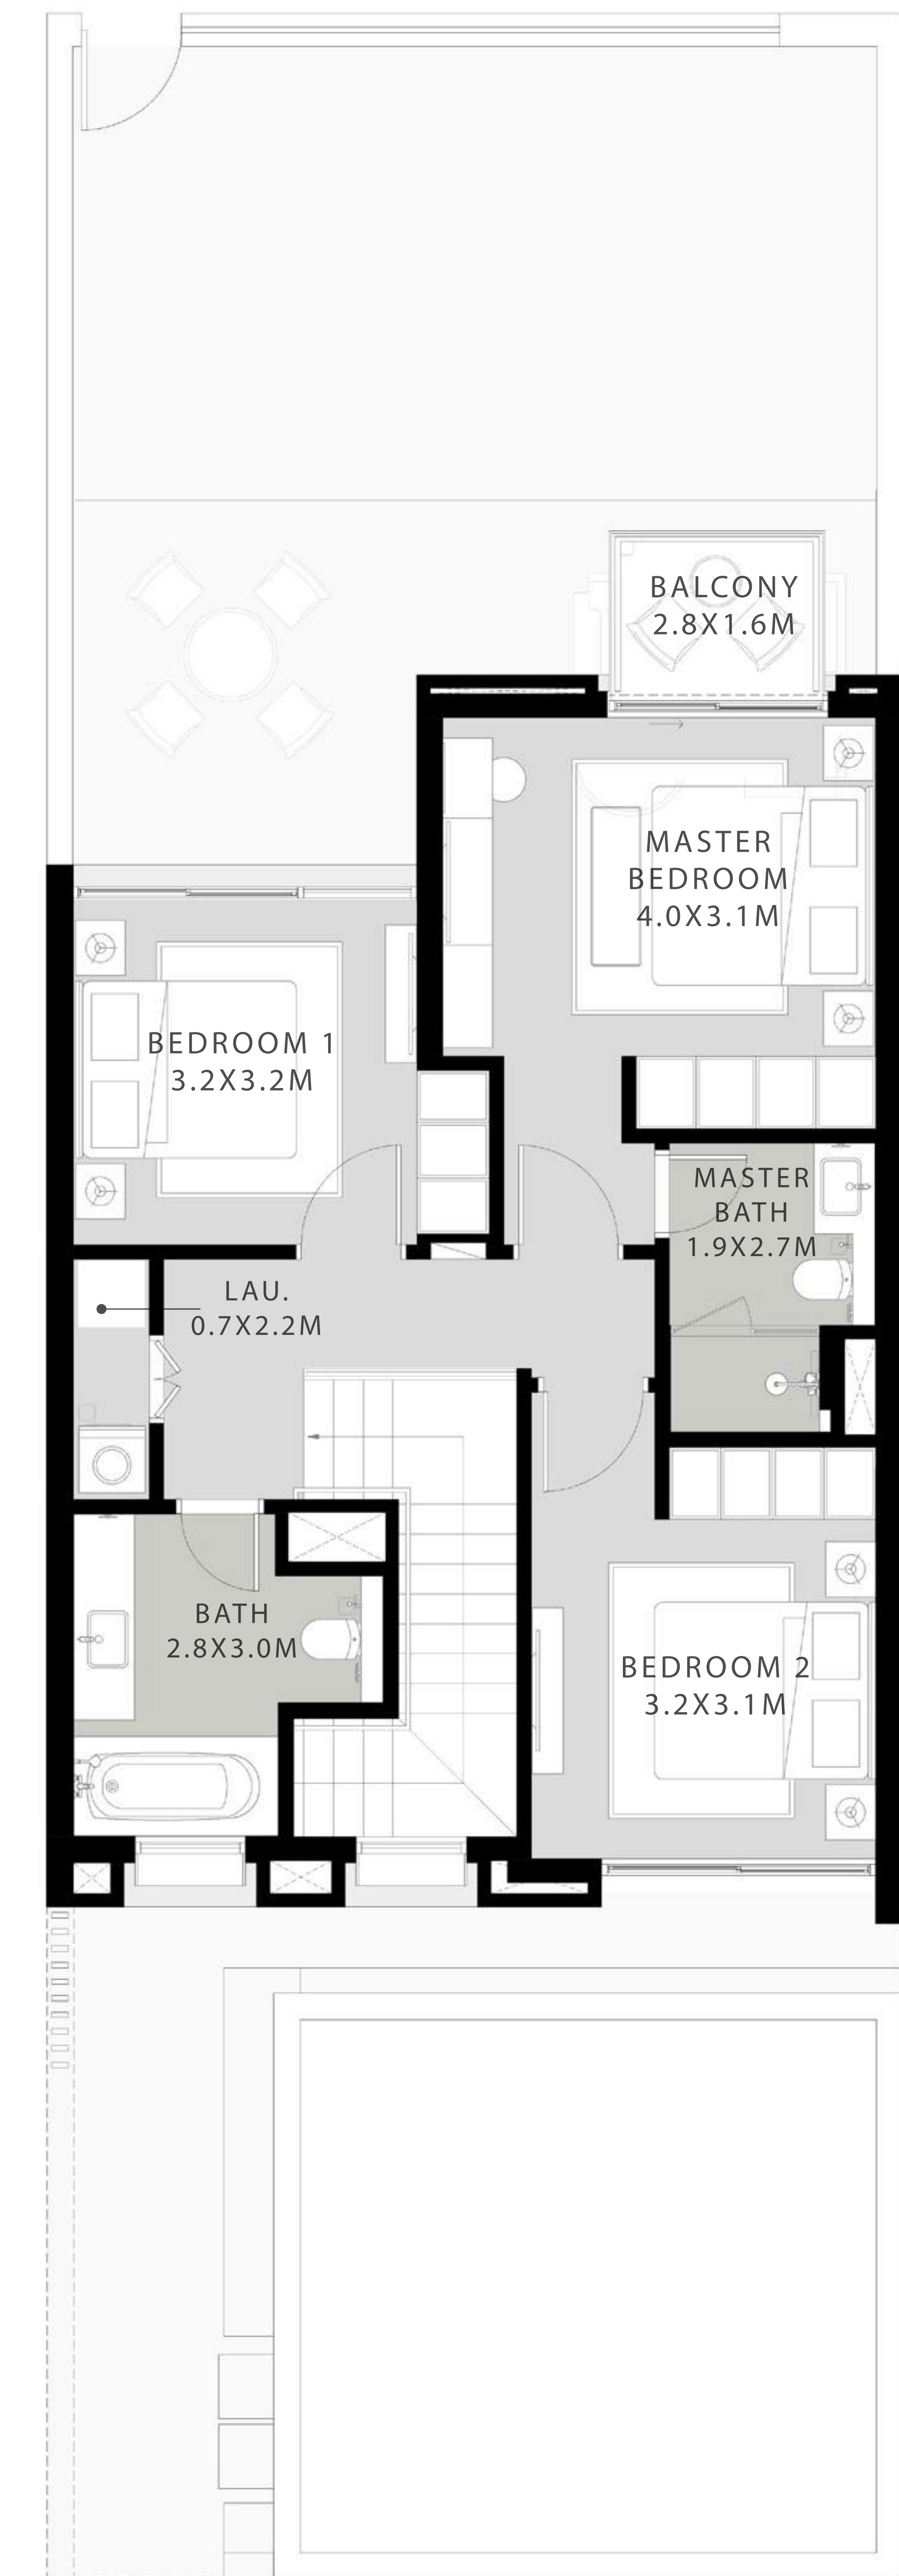 BALCONY
2.8X1.6M
MASTER
BEDROOM
4.0X3.1M
BEDROOM 1
3.2X3.2M
MASTER
BATH
1.9X2.7M
LAU.
0.7X2.2M
BATH
2.8X3.0M
BEDROOM 2
3.2X3.1M